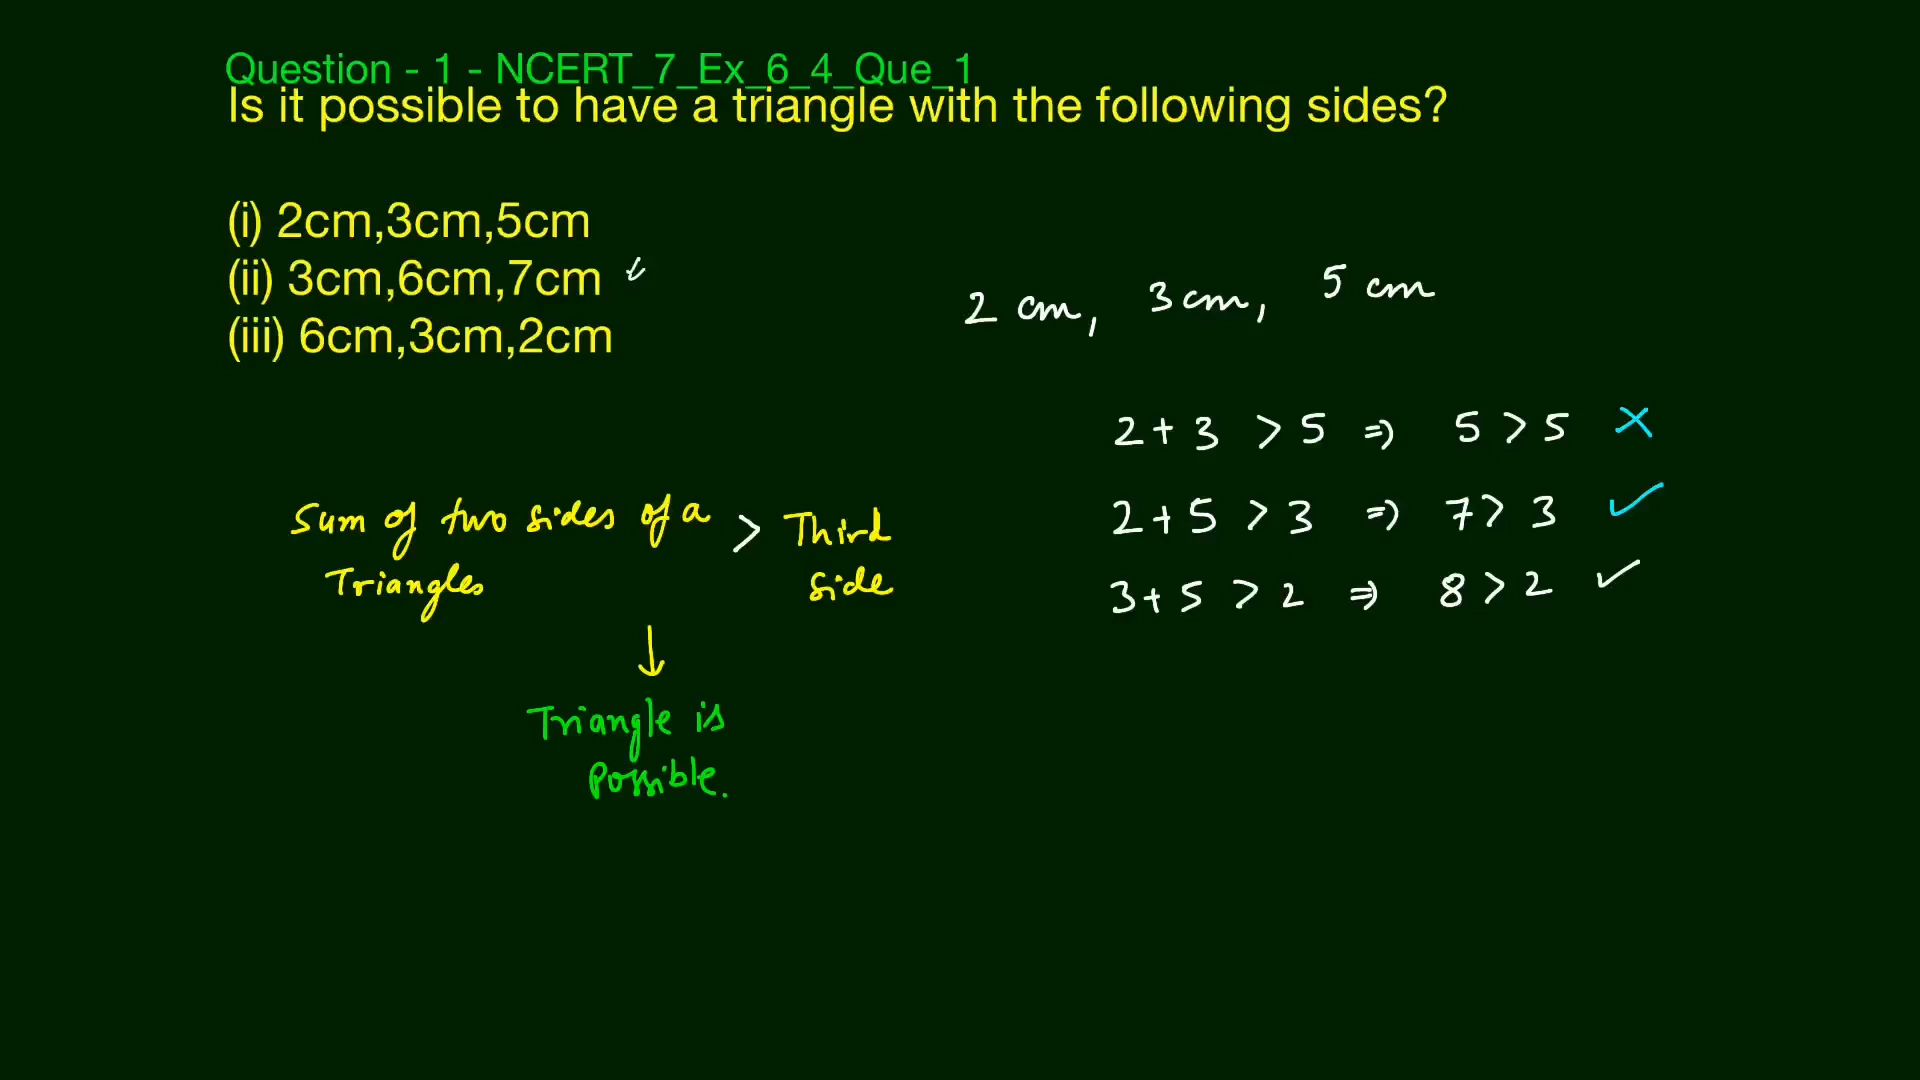 Question - 1 - NCERT_7_Ex_6_4_Que_1
Is it possible to have a triangle with the following sides?
(i) 2cm,3cm,5cm
(ii) 3cm,6cm,7cm
(iii) 6cm,3cm,2cm
2 cm, 3 cm, 5 cm
2 + 3 > 5 ⇒ 5 > 5 ×
2 + 5 > 3 ⇒ 7 > 3 ✓
3 + 5 > 2 ⇒ 8 > 2 ✓
Sum of two sides of a > Third
Triangles side
↓
Triangle is
Possible.